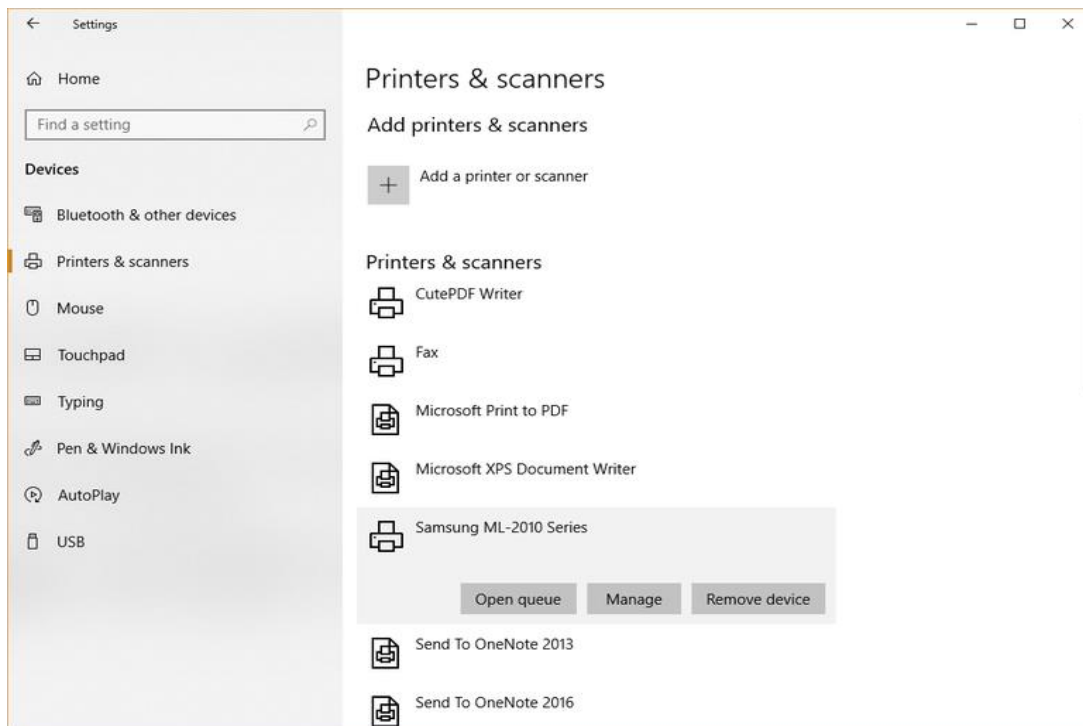 Settings
Home
Find a setting
Devices
Bluetooth & other devices
Printers & scanners
Mouse
Touchpad
Typing
Pen & Windows Ink
AutoPlay
USB
Printers & scanners
Add printers & scanners
Add a printer or scanner
Printers & scanners
CutePDF Writer
Fax
Microsoft Print to PDF
Microsoft XPS Document Writer
Samsung ML-2010 Series
Open queue Manage Remove device
Send To OneNote 2013
Send To OneNote 2016